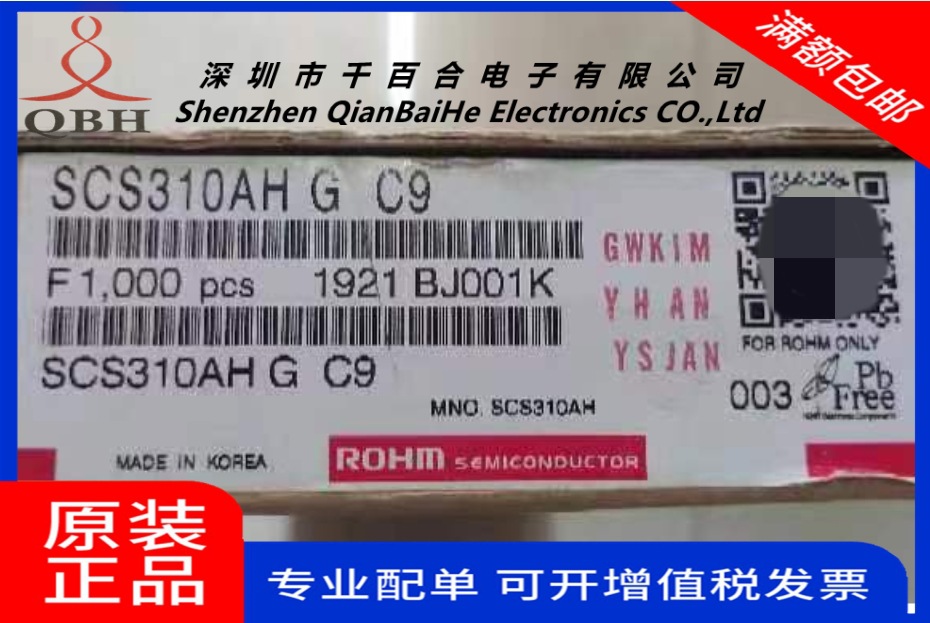 满额包邮
QBH
深圳市千百合电子有限公司
Shenzhen QianBaiHe Electronics CO.,Ltd
SCS310AH G C9
F 1,000 pcs 1921 BJ001K
SCS310AH G C9
MNO. SCS310AH
GWKIM
YHAN
YSJAN
FOR ROHM ONLY
003
Pb
Free
MADE IN KOREA
ROHM SEMICONDUCTOR
原装
正品
专业配单 可开增值税发票